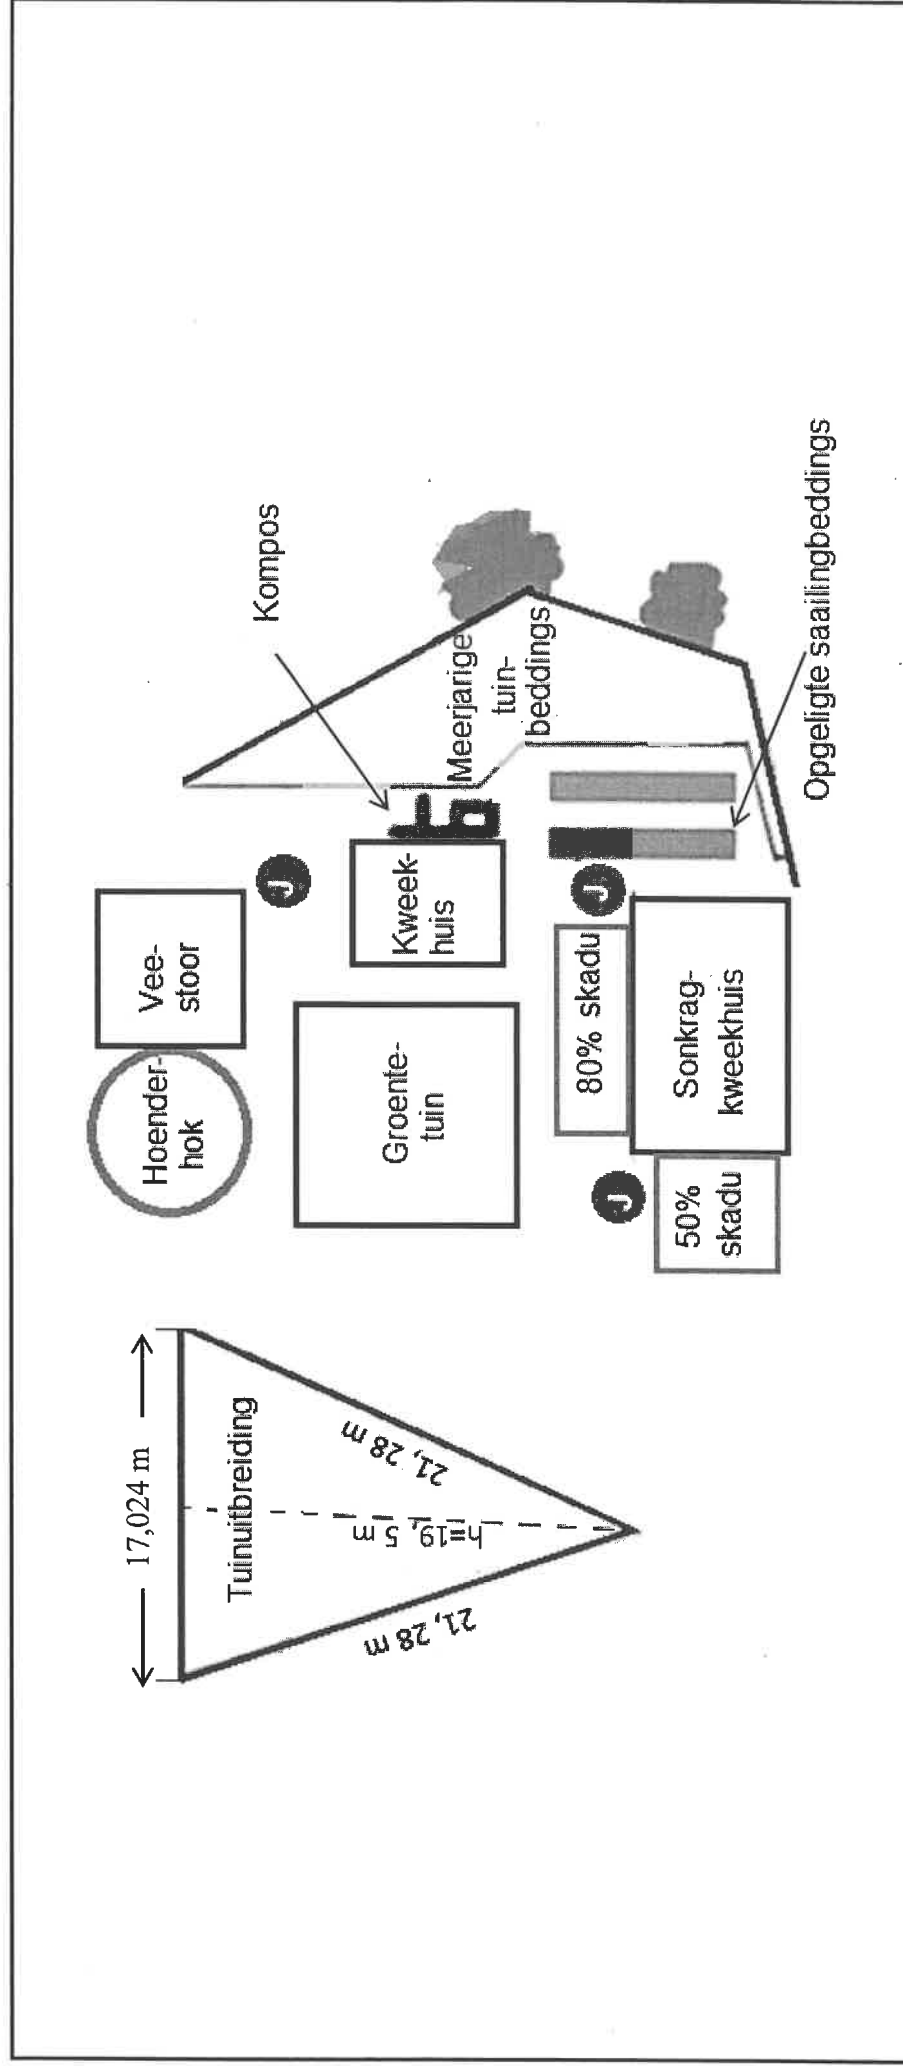 17,024 m
Tuinuitbreiding
21, 28 m
h=19, 5 m
21, 28 m
Hoender-
hok
Vee-
stoor
J
Groente-
tuin
Kweek-
huis
Kompos
Meerjarige
tuin-
beddings
J
50%
skadu
80% skadu
J
Sonkrag-
kweekhuis
Opgeligte saailingbeddings